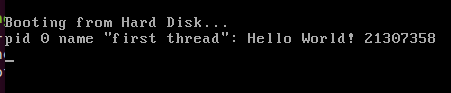 Booting from Hard Disk...
pid 0 name "first thread": Hello World! 21307358